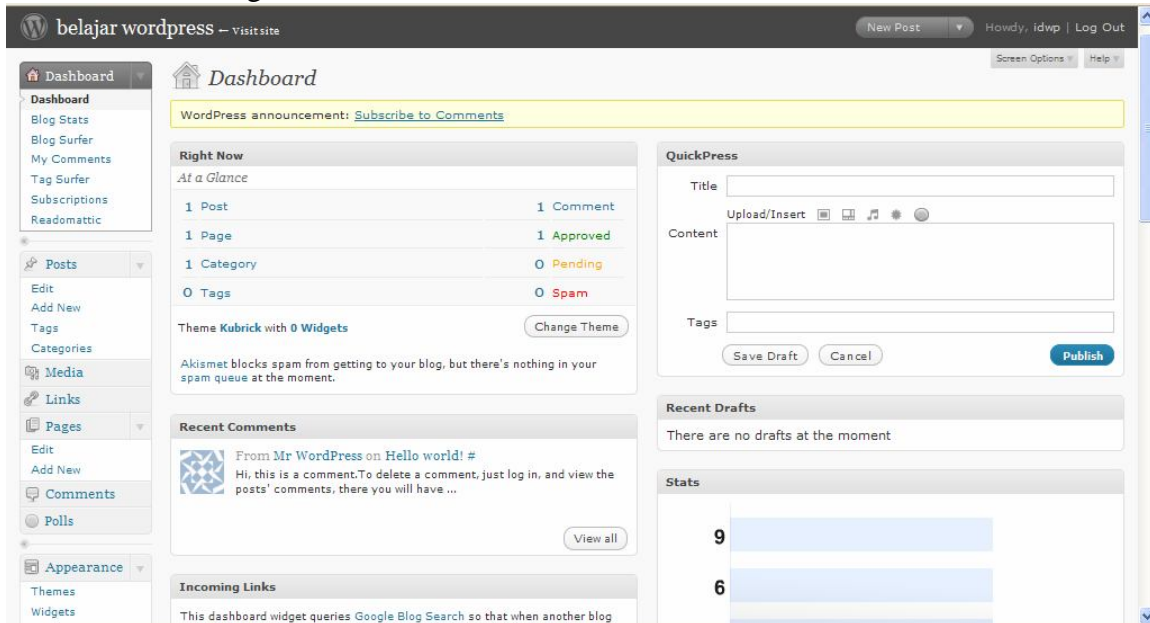 belajar wordpress ← Visit site
New Post
Howdy, idwp | Log Out
Screen Options
Help
Dashboard
Dashboard
Blog Stats
Blog Surfer
My Comments
Tag Surfer
Subscriptions
Readomattic
Posts
Edit
Add New
Tags
Categories
Media
Links
Pages
Edit
Add New
Comments
Polls
Appearance
Themes
Widgets
Dashboard
WordPress announcement: Subscribe to Comments
Right Now
At a Glance
1 Post 1 Comment
1 Page 1 Approved
1 Category 0 Pending
0 Tags 0 Spam
Theme Kubrick with 0 Widgets
Change Theme
Akismet blocks spam from getting to your blog, but there's nothing in your
spam queue at the moment.
Recent Comments
From Mr WordPress on Hello world! #
Hi, this is a comment.To delete a comment, just log in, and view the
posts' comments, there you will have ...
View all
Incoming Links
This dashboard widget queries Google Blog Search so that when another blog
QuickPress
Title
Upload/Insert
Content
Tags
Save Draft
Cancel
Publish
Recent Drafts
There are no drafts at the moment
Stats
9
6